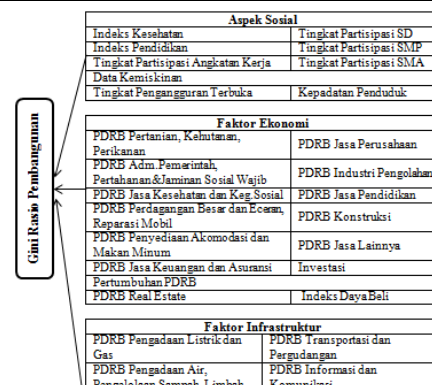 Gini Rasio Pembangunan
Aspek Sosial
Indeks Kesehatan
Tingkat Partisipasi SD
Indeks Pendidikan
Tingkat Partisipasi SMP
Tingkat Partisipasi Angkatan Kerja
Tingkat Partisipasi SMA
Data Kemiskinan
Tingkat Pengangguran Terbuka
Kepadatan Penduduk
Faktor Ekonomi
PDRB Pertanian, Kehutanan,
Perikanan
PDRB Jasa Perusahaan
PDRB Adm.Pemerintah,
Pertahanan&Jaminan Sosial Wajib
PDRB Industri Pengolahan
PDRB Jasa Kesehatan dan Keg.Sosial
PDRB Jasa Pendidikan
PDRB Perdagangan Besar dan Eceran,
Reparasi Mobil
PDRB Konstruksi
PDRB Penyediaan Akomodasi dan
Makan Minum
PDRB Jasa Lainnya
PDRB Jasa Keuangan dan Asuransi
Investasi
Pertumbuhan PDRB
PDRB Real Estate
Indeks Daya Beli
Faktor Infrastruktur
PDRB Pengadaan Listrik dan
Gas
PDRB Transportasi dan
Pergudangan
PDRB Pengadaan Air,
Pengelolaan Sampah, Limbah
PDRB Informasi dan
Komunikasi